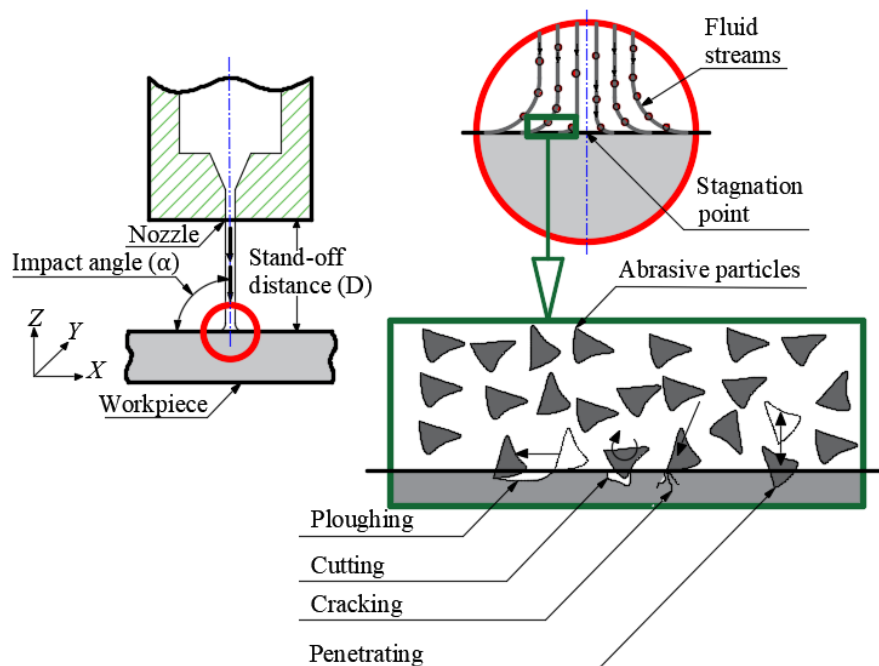 Fluid
streams
Stagnation
point
Nozzle
Impact angle (α)
Stand-off
distance (D)
Z
Y
X
Workpiece
Abrasive particles
Ploughing
Cutting
Cracking
Penetrating